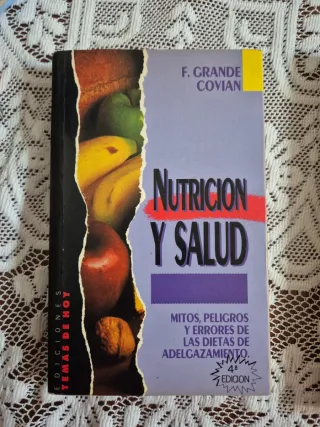 F. GRANDE
COVIAN
NUTRICION
Y SALUD
MITOS, PELIGROS
Y ERRORES DE
LAS DIETAS DE
ADELGAZAMIENTO.
4ª
EDICION
EDICIONES
TEMAS DE HOY